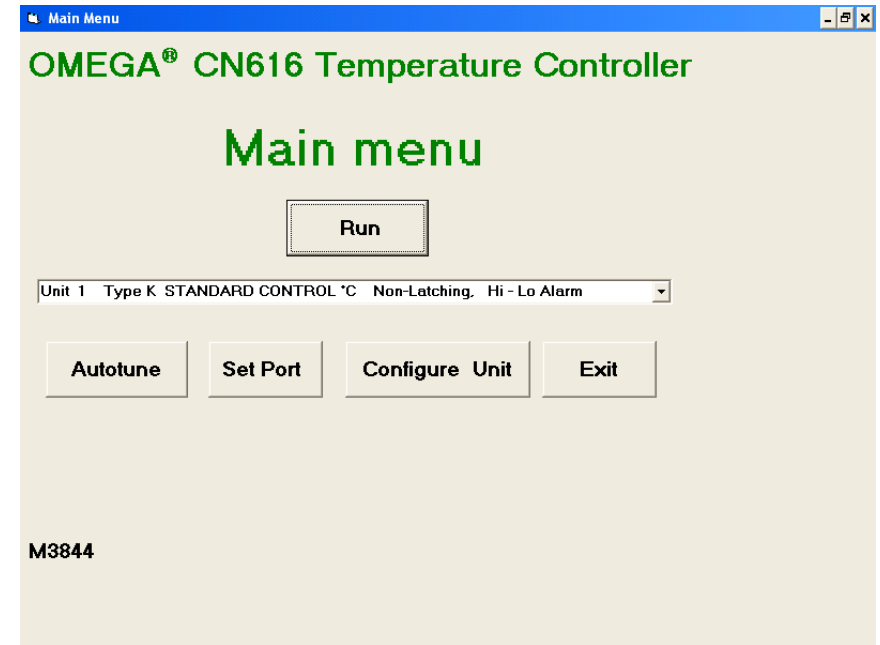 Main Menu
OMEGA® CN616 Temperature Controller
Main menu
Run
Unit 1 Type K STANDARD CONTROL °C Non-Latching, Hi - Lo Alarm
Autotune Set Port Configure Unit Exit
M3844